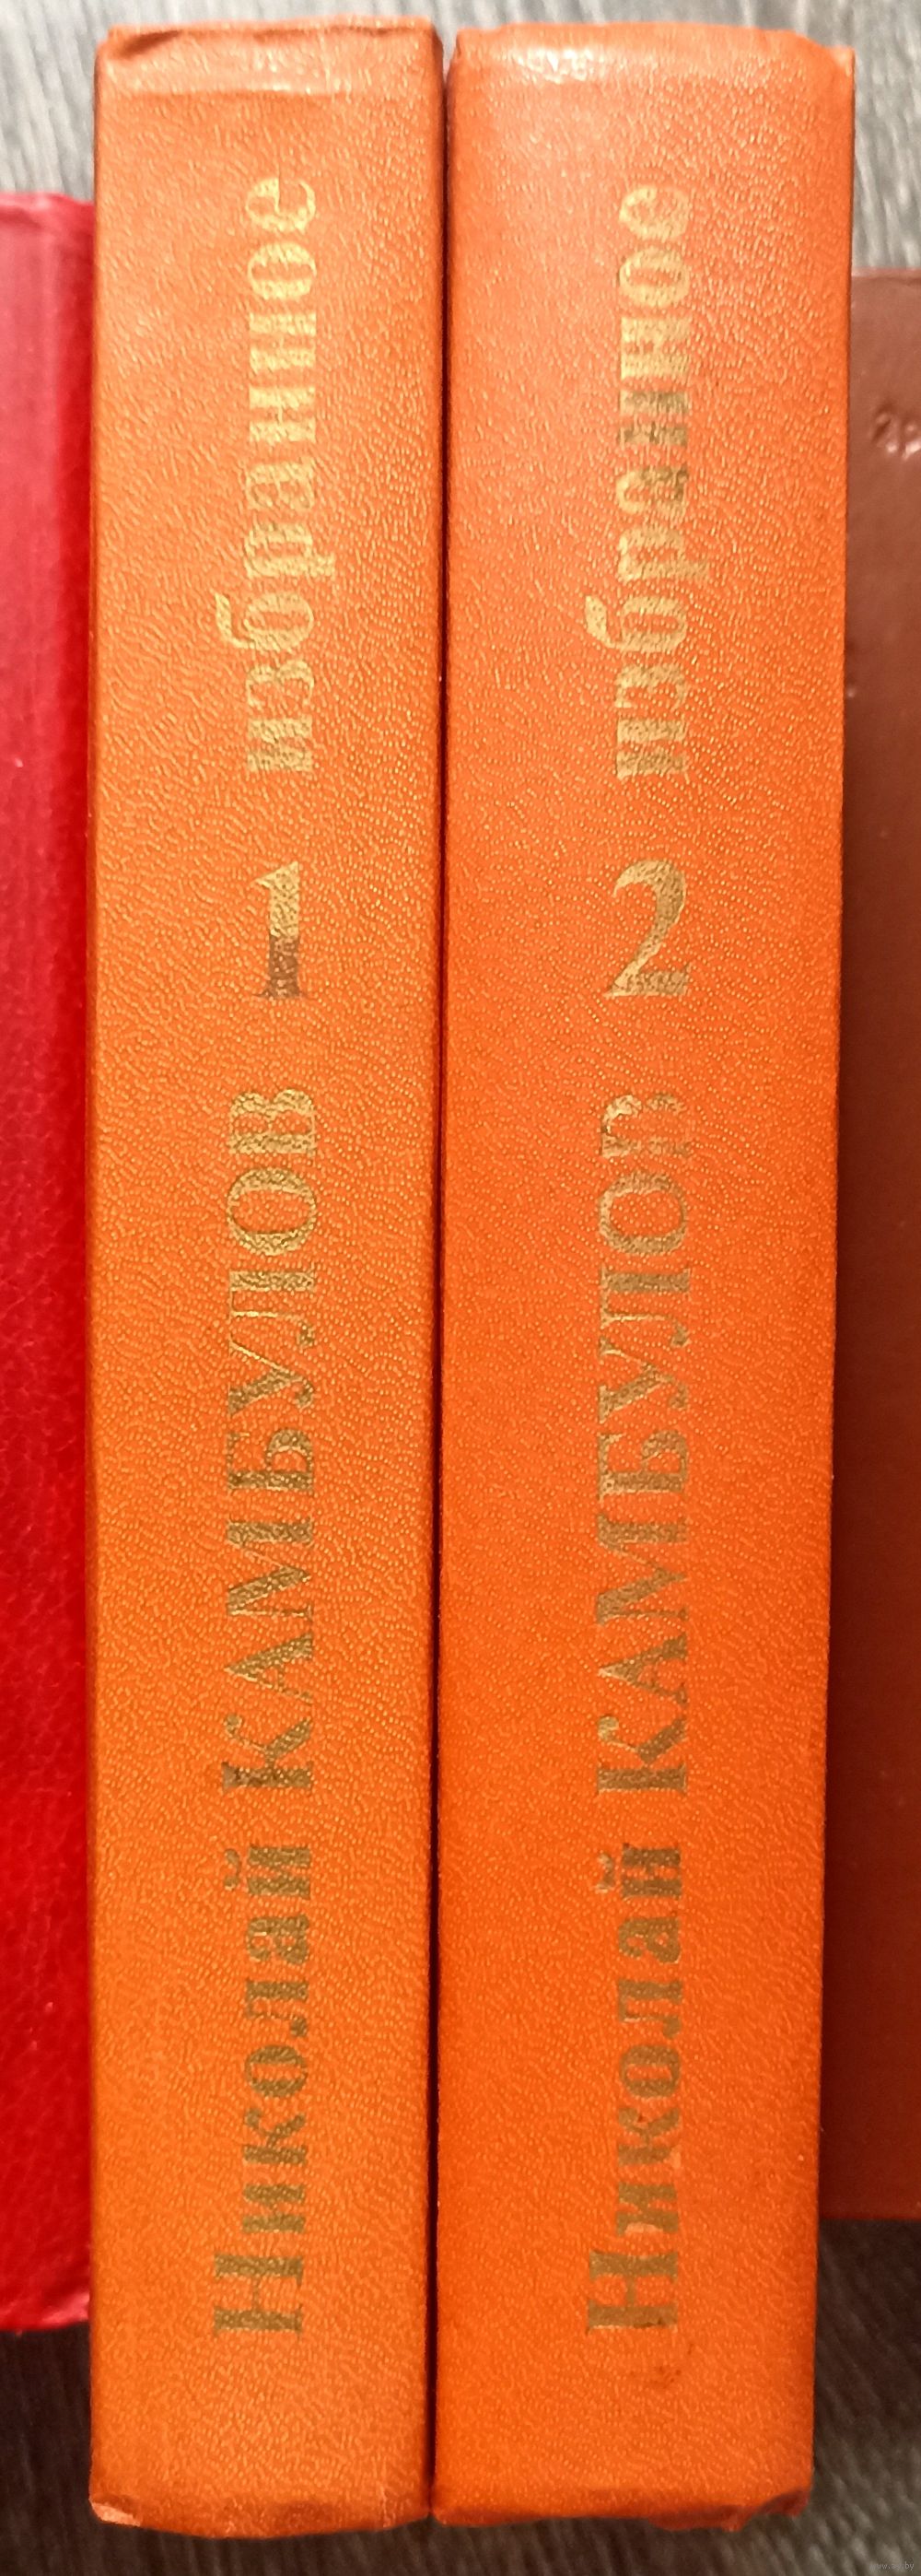 Николай КАМБУЛОВ 1 избранное
Николай КАМБУЛОВ 2 избранное